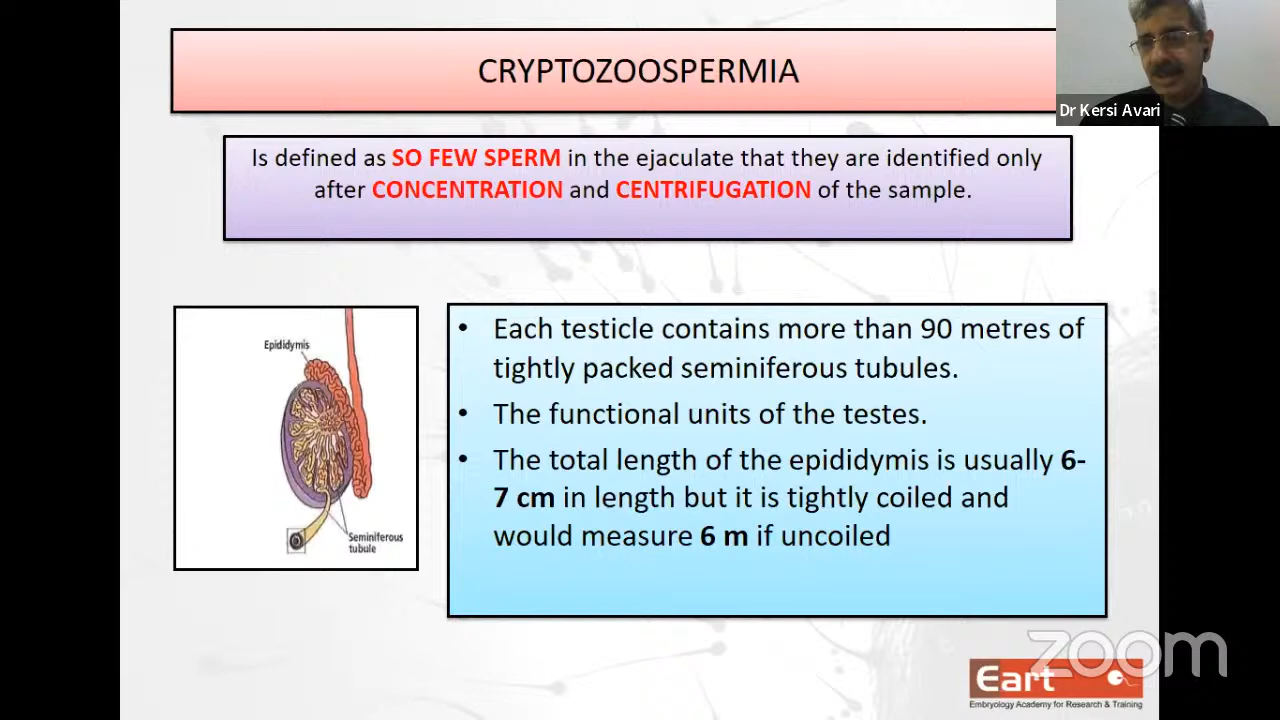 CRYPTOZOOSPERMIA
Dr Kersi Avari
Is defined as SO FEW SPERM in the ejaculate that they are identified only
after CONCENTRATION and CENTRIFUGATION of the sample.
Epididymis
Seminiferous
tubule
• Each testicle contains more than 90 metres of
tightly packed seminiferous tubules.
• The functional units of the testes.
• The total length of the epididymis is usually 6-
7 cm in length but it is tightly coiled and
would measure 6 m if uncoiled
zoom
Eart
Embryology Academy for Research & Training